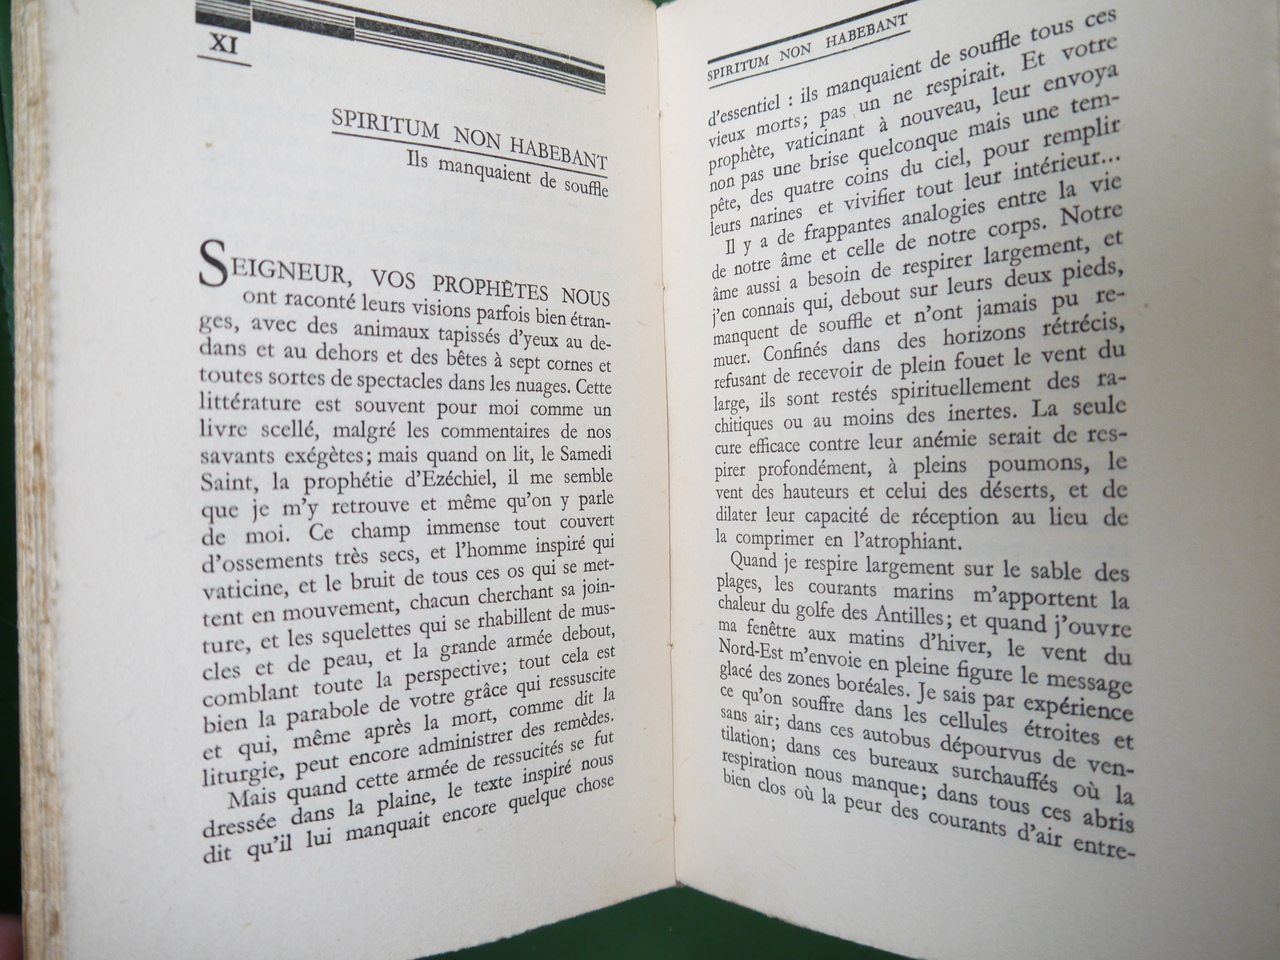 XI
SPIRITUM NON HABEBANT
Ils manquaient de souffle
SEIGNEUR, VOS PROPHÈTES NOUS
ont raconté leurs visions parfois bien étran-
ges, avec des animaux tapissés d'yeux au de-
dans et au dehors et des bêtes à sept cornes et
toutes sortes de spectacles dans les nuages. Cette
littérature est souvent pour moi comme un
livre scellé, malgré les commentaires de nos
savants exégètes; mais quand on lit, le Samedi
Saint, la prophétie d'Ezéchiel, il me semble
que je m'y retrouve et même qu'on y parle
de moi. Ce champ immense tout couvert
d'ossements très secs, et l'homme inspiré qui
vaticine, et le bruit de tous ces os qui se met-
tent en mouvement, chacun cherchant sa join-
ture, et les squelettes qui se rhabillent de mus-
cles et de peau, et la grande armée debout,
comblant toute la perspective; tout cela est
bien la parabole de votre grâce qui ressuscite
et qui, même après la mort, comme dit la
liturgie, peut encore administrer des remèdes.
Mais quand cette armée de ressucités se fut
dressée dans la plaine, le texte inspiré nous
dit qu'il lui manquait encore quelque chose
SPIRITUM NON HABEBANT
d'essentiel : ils manquaient de souffle tous ces
vieux morts; pas un ne respirait. Et votre
prophète, vaticinant à nouveau, leur envoya
non pas une brise quelconque mais une tem-
pête, des quatre coins du ciel, pour remplir
leurs narines et vivifier tout leur intérieur...
Il y a de frappantes analogies entre la vie
de notre âme et celle de notre corps. Notre
âme aussi a besoin de respirer largement, et
j'en connais qui, debout sur leurs deux pieds,
manquent de souffle et n'ont jamais pu re-
muer. Confinés dans des horizons rétrécis,
refusant de recevoir de plein fouet le vent du
large, ils sont restés spirituellement des ra-
chitiques ou au moins des inertes. La seule
cure efficace contre leur anémie serait de res-
pirer profondément, à pleins poumons, le
vent des hauteurs et celui des déserts, et de
dilater leur capacité de réception au lieu de
la comprimer en l'atrophiant.
Quand je respire largement sur le sable des
plages, les courants marins m'apportent la
chaleur du golfe des Antilles; et quand j'ouvre
ma fenêtre aux matins d'hiver, le vent du
Nord-Est m'envoie en pleine figure le message
glacé des zones boréales. Je sais par expérience
ce qu'on souffre dans les cellules étroites et
sans air; dans ces autobus dépourvus de ven-
tilation; dans ces bureaux surchauffés où la
respiration nous manque; dans tous ces abris
bien clos où la peur des courants d'air entre-